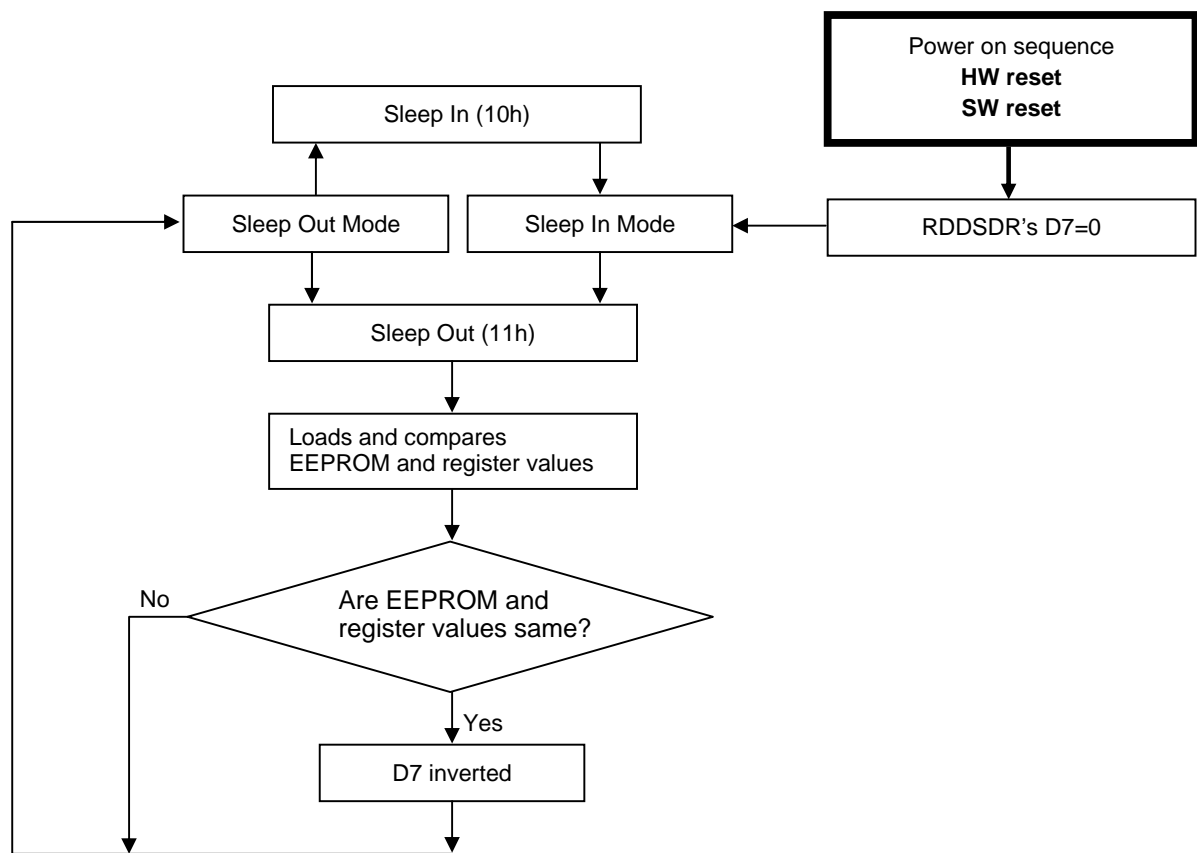 Power on sequence
HW reset
SW reset
Sleep In (10h)
Sleep Out Mode
Sleep In Mode
RDDSDR's D7=0
Sleep Out (11h)
Loads and compares
EEPROM and register values
No
Are EEPROM and
register values same?
Yes
D7 inverted